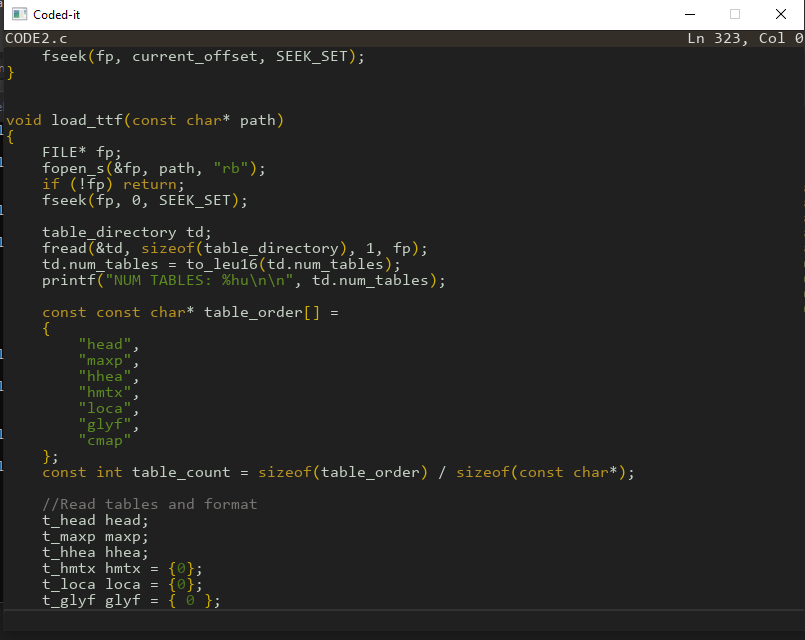 Coded-it
CODE2.c Ln 323, Col 0
fseek(fp, current_offset, SEEK_SET);
}
void load_ttf(const char* path)
{
FILE* fp;
fopen_s(&fp, path, "rb");
if (!fp) return;
fseek(fp, 0, SEEK_SET);
table_directory td;
fread(&td, sizeof(table_directory), 1, fp);
td.num_tables = to_leu16(td.num_tables);
printf("NUM TABLES: %hu\n\n", td.num_tables);
const const char* table_order[] =
{
"head",
"maxp",
"hhea",
"hmtx",
"loca",
"glyf",
"cmap"
};
const int table_count = sizeof(table_order) / sizeof(const char*);
//Read tables and format
t_head head;
t_maxp maxp;
t_hhea hhea;
t_hmtx hmtx = {0};
t_loca loca = {0};
t_glyf glyf = { 0 };